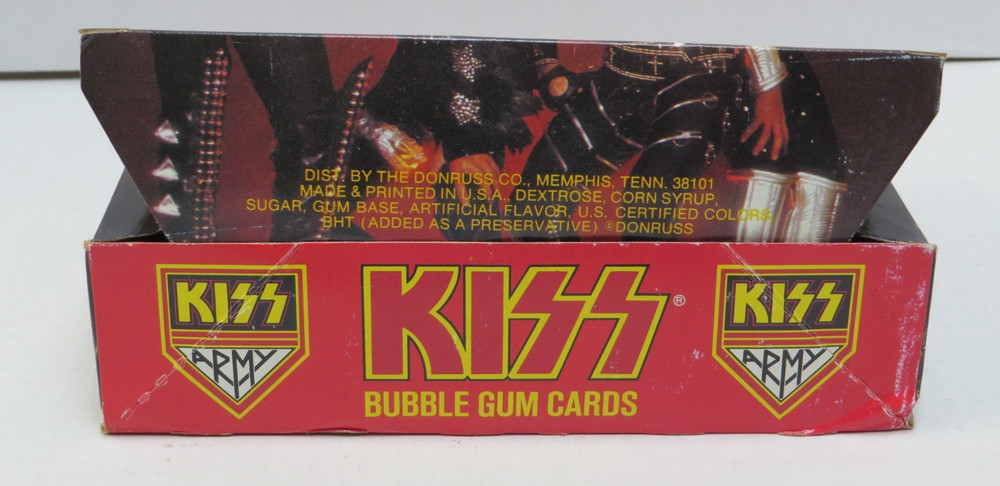 DIST. BY THE DONRUSS CO., MEMPHIS, TENN. 38101
MADE & PRINTED IN U.S.A., DEXTROSE, CORN SYRUP,
SUGAR, GUM BASE, ARTIFICIAL FLAVOR, U.S. CERTIFIED COLORS,
BHT (ADDED AS A PRESERVATIVE) ©DONRUSS
KISS
ARMY
KISS®
BUBBLE GUM CARDS
KISS
ARMY